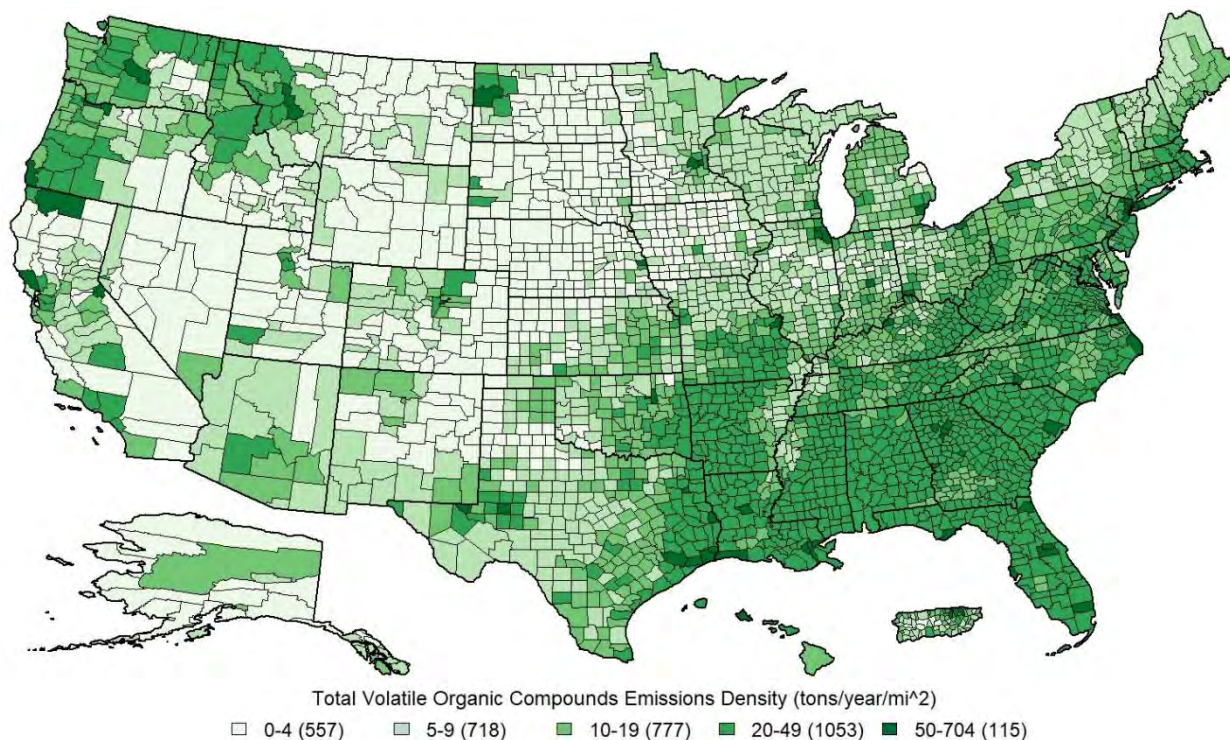 Total Volatile Organic Compounds Emissions Density (tons/year/mi^2)
0-4 (557) 5-9 (718) 10-19 (777) 20-49 (1053) 50-704 (115)